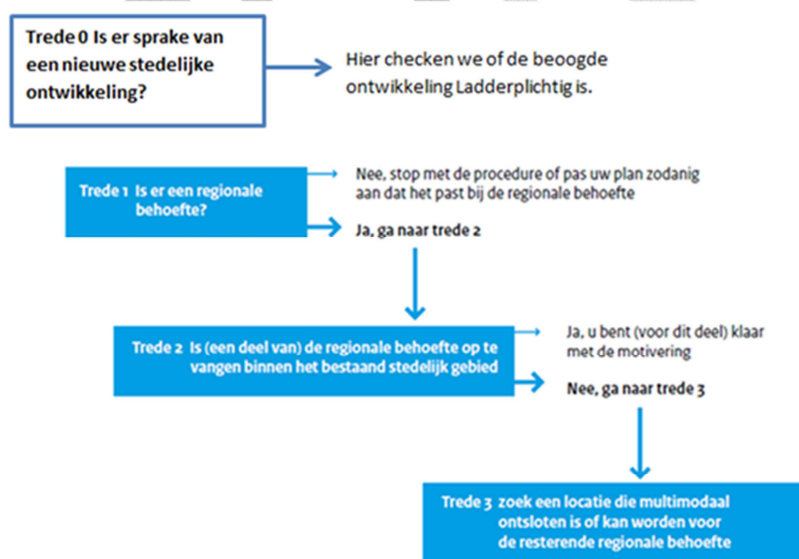 Trede 0 Is er sprake van
een nieuwe stedelijke
ontwikkeling?
Hier checken we of de beoogde
ontwikkeling Ladderplichtig is.
Trede 1 Is er een regionale
behoefte?
Nee, stop met de procedure of pas uw plan zodanig
aan dat het past bij de regionale behoefte
Ja, ga naar trede 2
Trede 2 Is (een deel van) de regionale behoefte op te
vangen binnen het bestaand stedelijk gebied
Ja, u bent (voor dit deel) klaar
met de motivering
Nee, ga naar trede 3
Trede 3 zoek een locatie die multimodaal
ontsloten is of kan worden voor
de resterende regionale behoefte